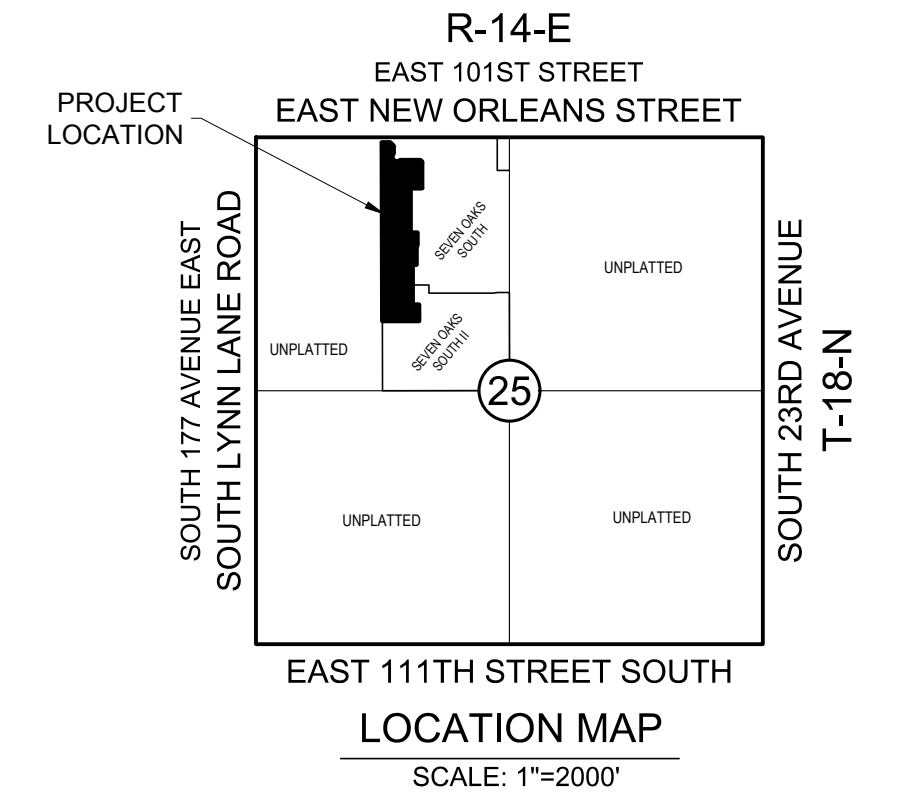 R-14-E
EAST 101ST STREET
EAST NEW ORLEANS STREET
PROJECT
LOCATION
SOUTH 177 AVENUE EAST
SOUTH LYNN LANE ROAD
SEVEN OAKS
SOUTH
UNPLATTED
UNPLATTED
SEVEN OAKS
SOUTH II
25
SOUTH 23RD AVENUE
T-18-N
UNPLATTED
UNPLATTED
EAST 111TH STREET SOUTH
LOCATION MAP
SCALE: 1"=2000'